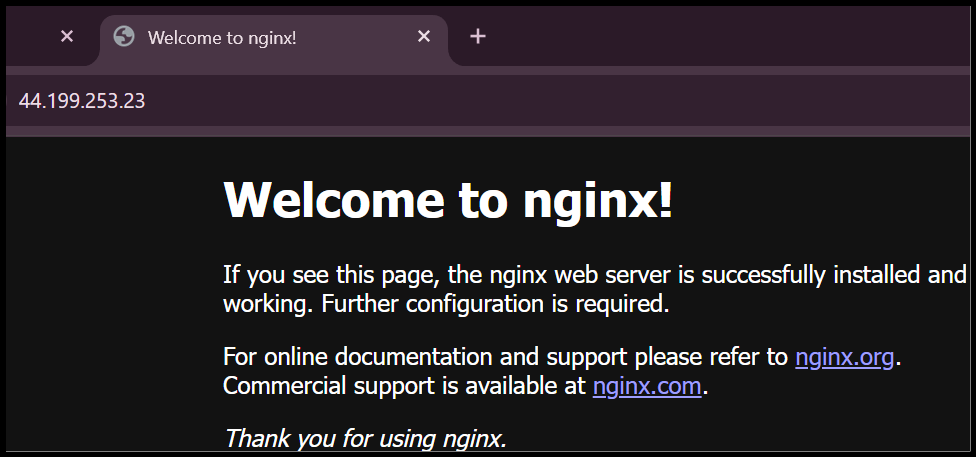 Welcome to nginx!
44.199.253.23
Welcome to nginx!
If you see this page, the nginx web server is successfully installed and
working. Further configuration is required.
For online documentation and support please refer to nginx.org.
Commercial support is available at nginx.com.
Thank you for using nginx.